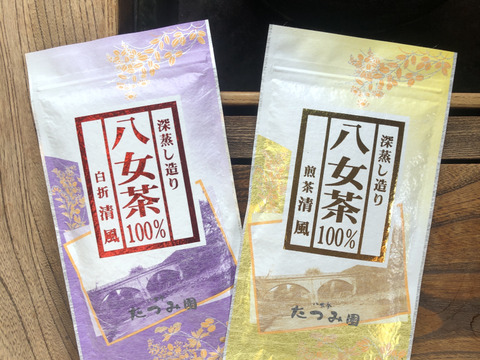 深蒸し造り
八女茶
100%
白折 清風
たつみ園
深蒸し造り
八女茶
100%
煎茶 清風
たつみ園